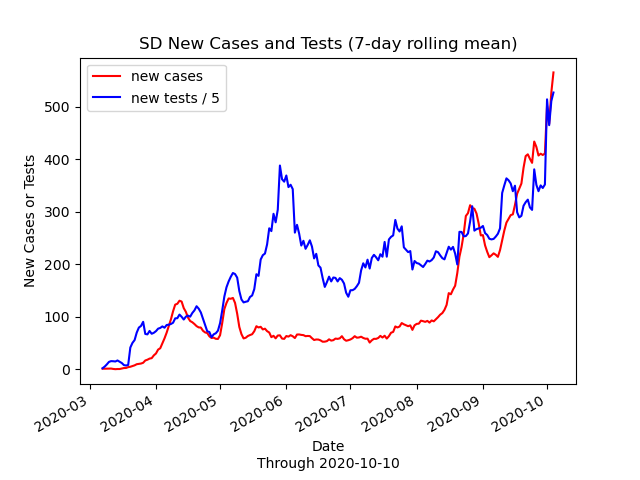 SD New Cases and Tests (7-day rolling mean)
new cases
new tests / 5
New Cases or Tests
500
400
300
200
100
0
2020-03
2020-04
2020-05
2020-06
2020-07
2020-08
2020-09
2020-10
Date
Through 2020-10-10